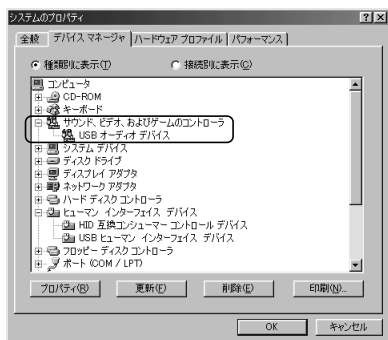 システムのプロパティ
全般 デバイス マネージャ ハードウェア プロファイル パフォーマンス
種類別に表示(T) 接続別に表示(C)
コンピュータ
CD-ROM
キーボード
サウンド、ビデオ、およびゲームのコントローラ
USB オーディオ デバイス
システム デバイス
ディスク ドライブ
ディスプレイ アダプタ
ネットワーク アダプタ
ハード ディスク コントローラ
ヒューマン インターフェイス デバイス
HID 互換コンシューマー コントロール デバイス
USB ヒューマン インターフェイス デバイス
フロッピー ディスク コントローラ
ポート (COM / LPT)
プロパティ(R) 更新(F) 削除(E) 印刷(N)...
OK キャンセル